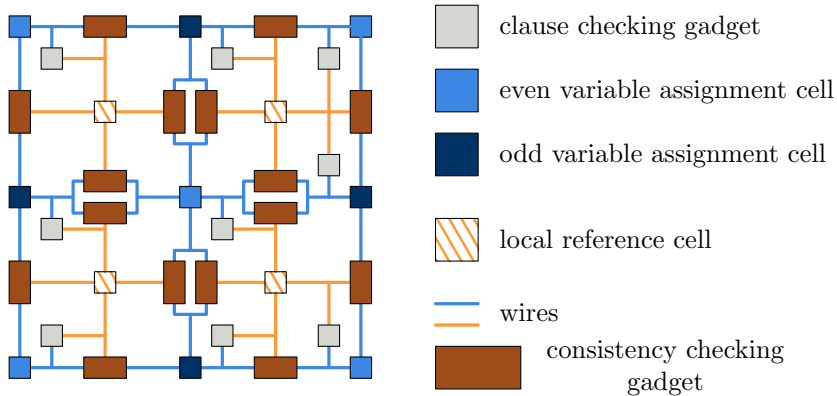 clause checking gadget
even variable assignment cell
odd variable assignment cell
local reference cell
wires
consistency checking
gadget